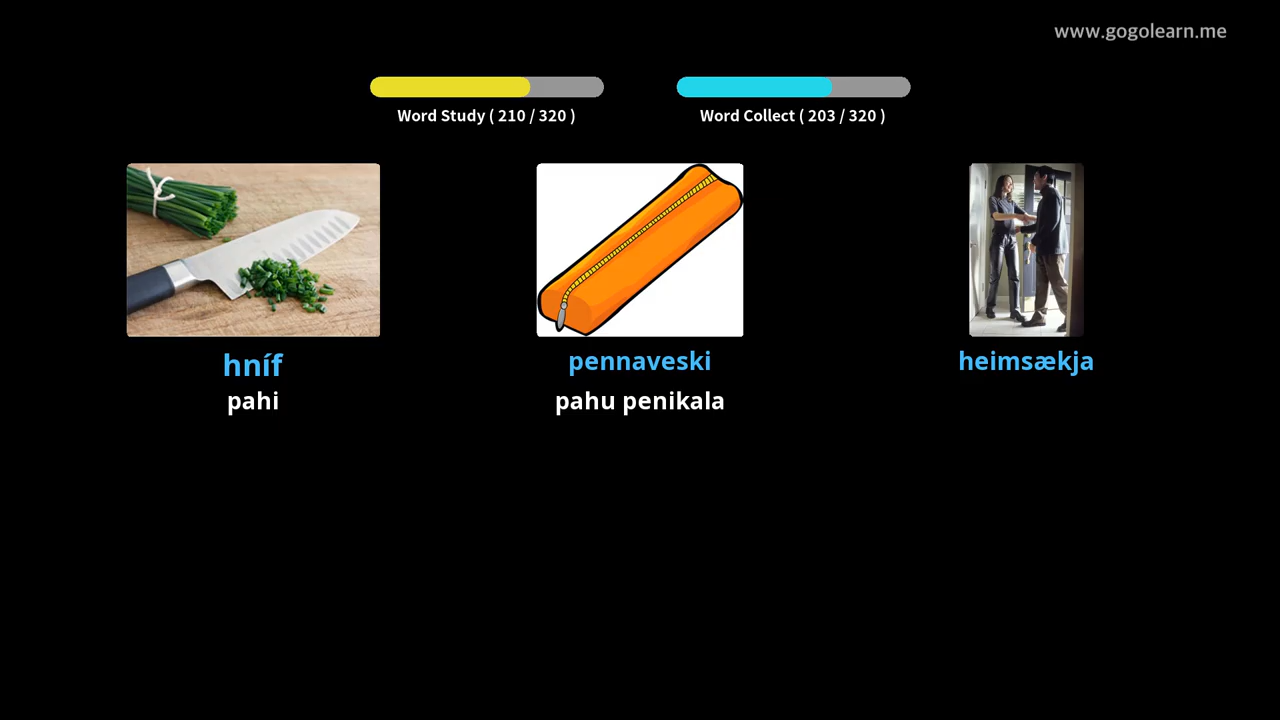 www.gogolearn.me
Word Study ( 210 / 320 )
Word Collect ( 203 / 320 )
hníf
pahi
pennaveski
pahu penikala
heimsækja